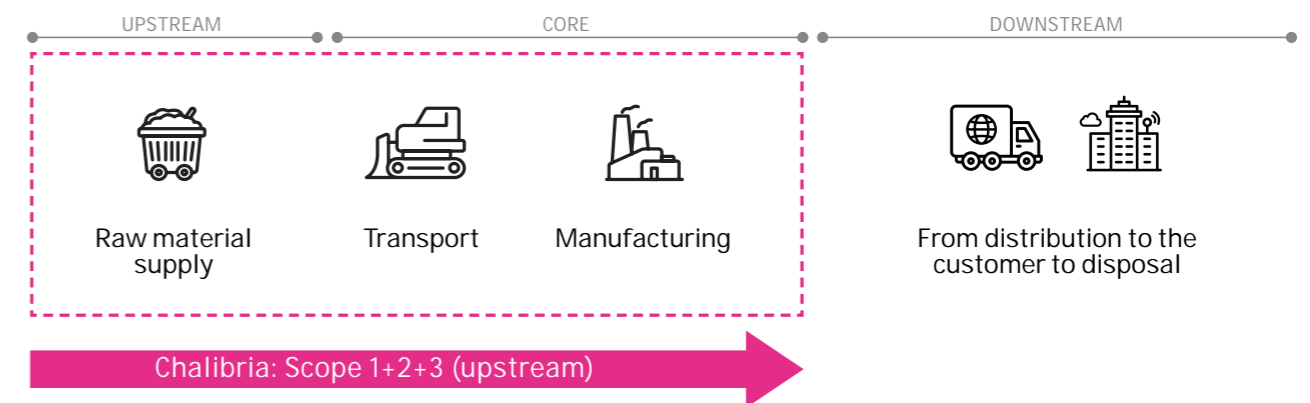 UPSTREAM
CORE
DOWNSTREAM
Raw material
supply
Transport
Manufacturing
From distribution to the
customer to disposal
Chalibria: Scope 1+2+3 (upstream)